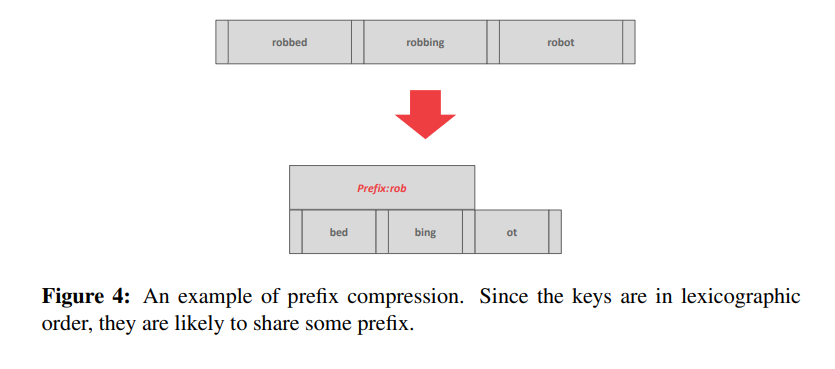 robbed robbing robot
Prefix:rob
bed bing ot
Figure 4: An example of prefix compression. Since the keys are in lexicographic
order, they are likely to share some prefix.